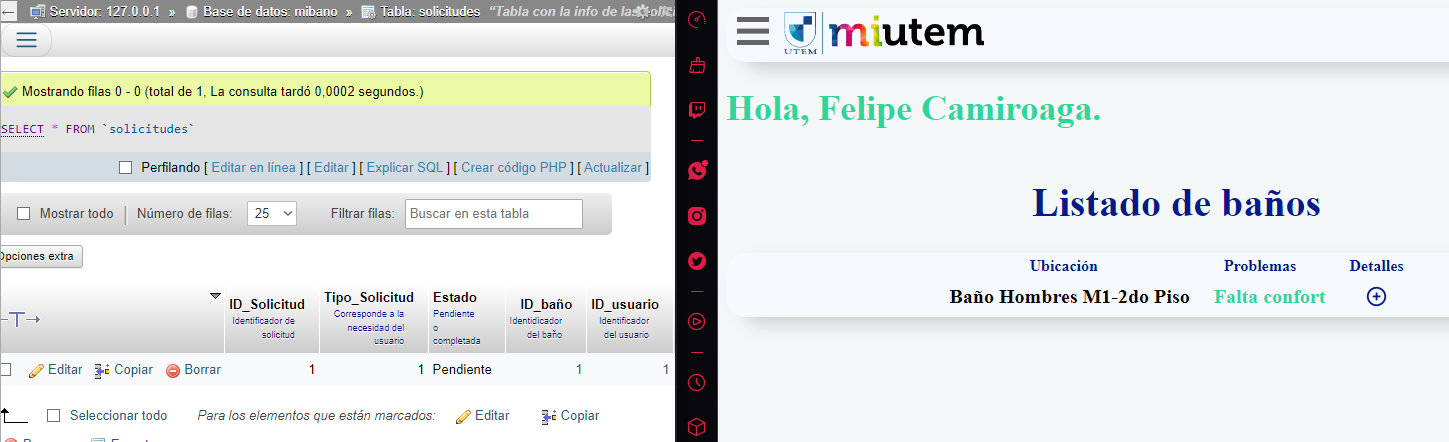 Servidor: 127.0.0.1 » Base de datos: mibano » Tabla: solicitudes "Tabla con la info de las
Mostrando filas 0 - 0 (total de 1, La consulta tardó 0,0002 segundos.)
SELECT * FROM `solicitudes`
Perfilando [ Editar en línea ] [ Editar ] [ Explicar SQL ] [ Crear código PHP ] [ Actualizar ]
Mostrar todo | Número de filas: 25 Filtrar filas: Buscar en esta tabla
Opciones extra
ID_Solicitud
Identificador de
solicitud
Tipo_Solicitud
Corresponde a la
necesidad del
usuario
Estado
Pendiente
o
completada
ID_baño
Identidicador
del baño
ID_usuario
Identificador
del usuario
Editar Copiar Borrar 1 1 Pendiente 1 1
Seleccionar todo Para los elementos que están marcados: Editar Copiar
UTEM
miutem
Hola, Felipe Camiroaga.
Listado de baños
Ubicación Problemas Detalles
Baño Hombres M1-2do Piso Falta confort